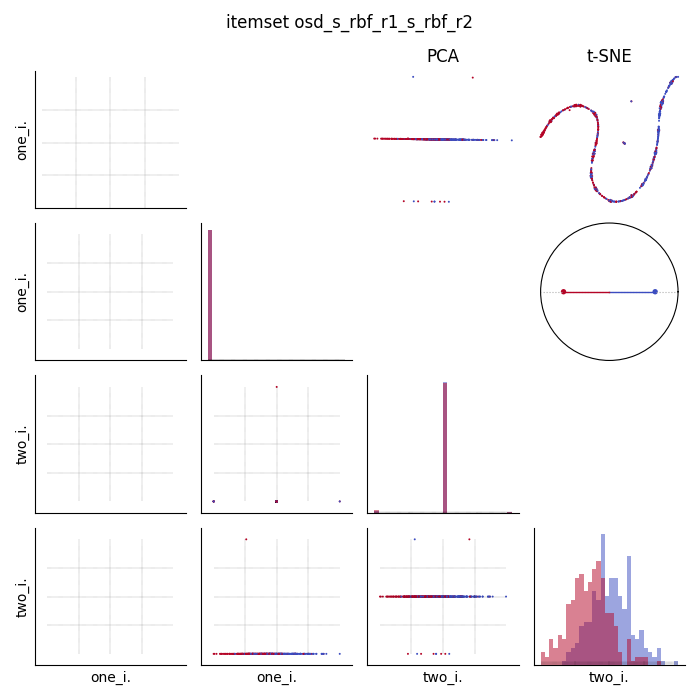 itemset osd_s_rbf_r1_s_rbf_r2
PCA
t-SNE
one_i.
one_i.
two_i.
two_i.
one_i.
one_i.
two_i.
two_i.